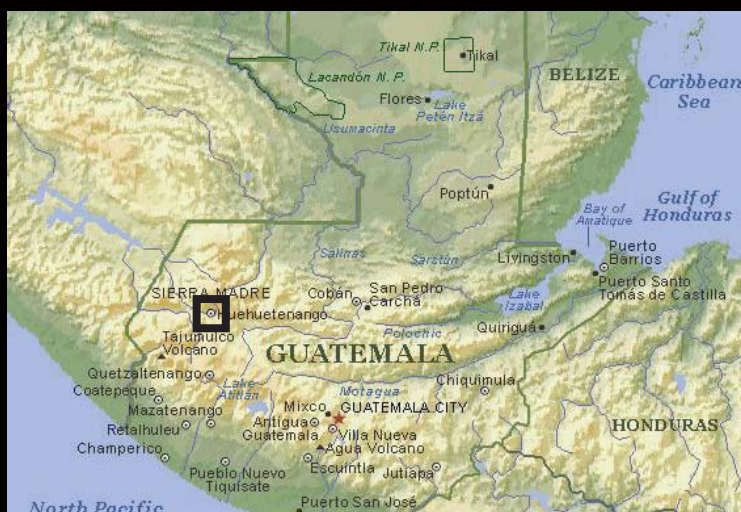 Tikal N.P.
Tikal
Lacandón N.P.
BELIZE
Caribbean
Sea
Flores
Lake
Petén Itzá
Usumacinta
Poptún
Gulf of
Honduras
Bay of
Amatique
Salinas
Sarstún
Livingston
Puerto
Barrios
SIERRA MADRE
Cobán
San Pedro
Carchá
Lake
Izabal
Puerto Santo
Tomás de Castilla
Huehuetenango
Tajumulco
Volcano
Polochic
Quiriguá
GUATEMALA
Quetzaltenango
Coatepeque
Lake
Atitlán
Motagua
Chiquimula
Mazatenango
Mixco
GUATEMALA CITY
Retalhuleu
Antigua
Guatemala
Villa Nueva
HONDURAS
Champerico
Agua Volcano
Pueblo Nuevo
Tiquisate
Escuintla
Jutiapa
Puerto San José
North Pacific